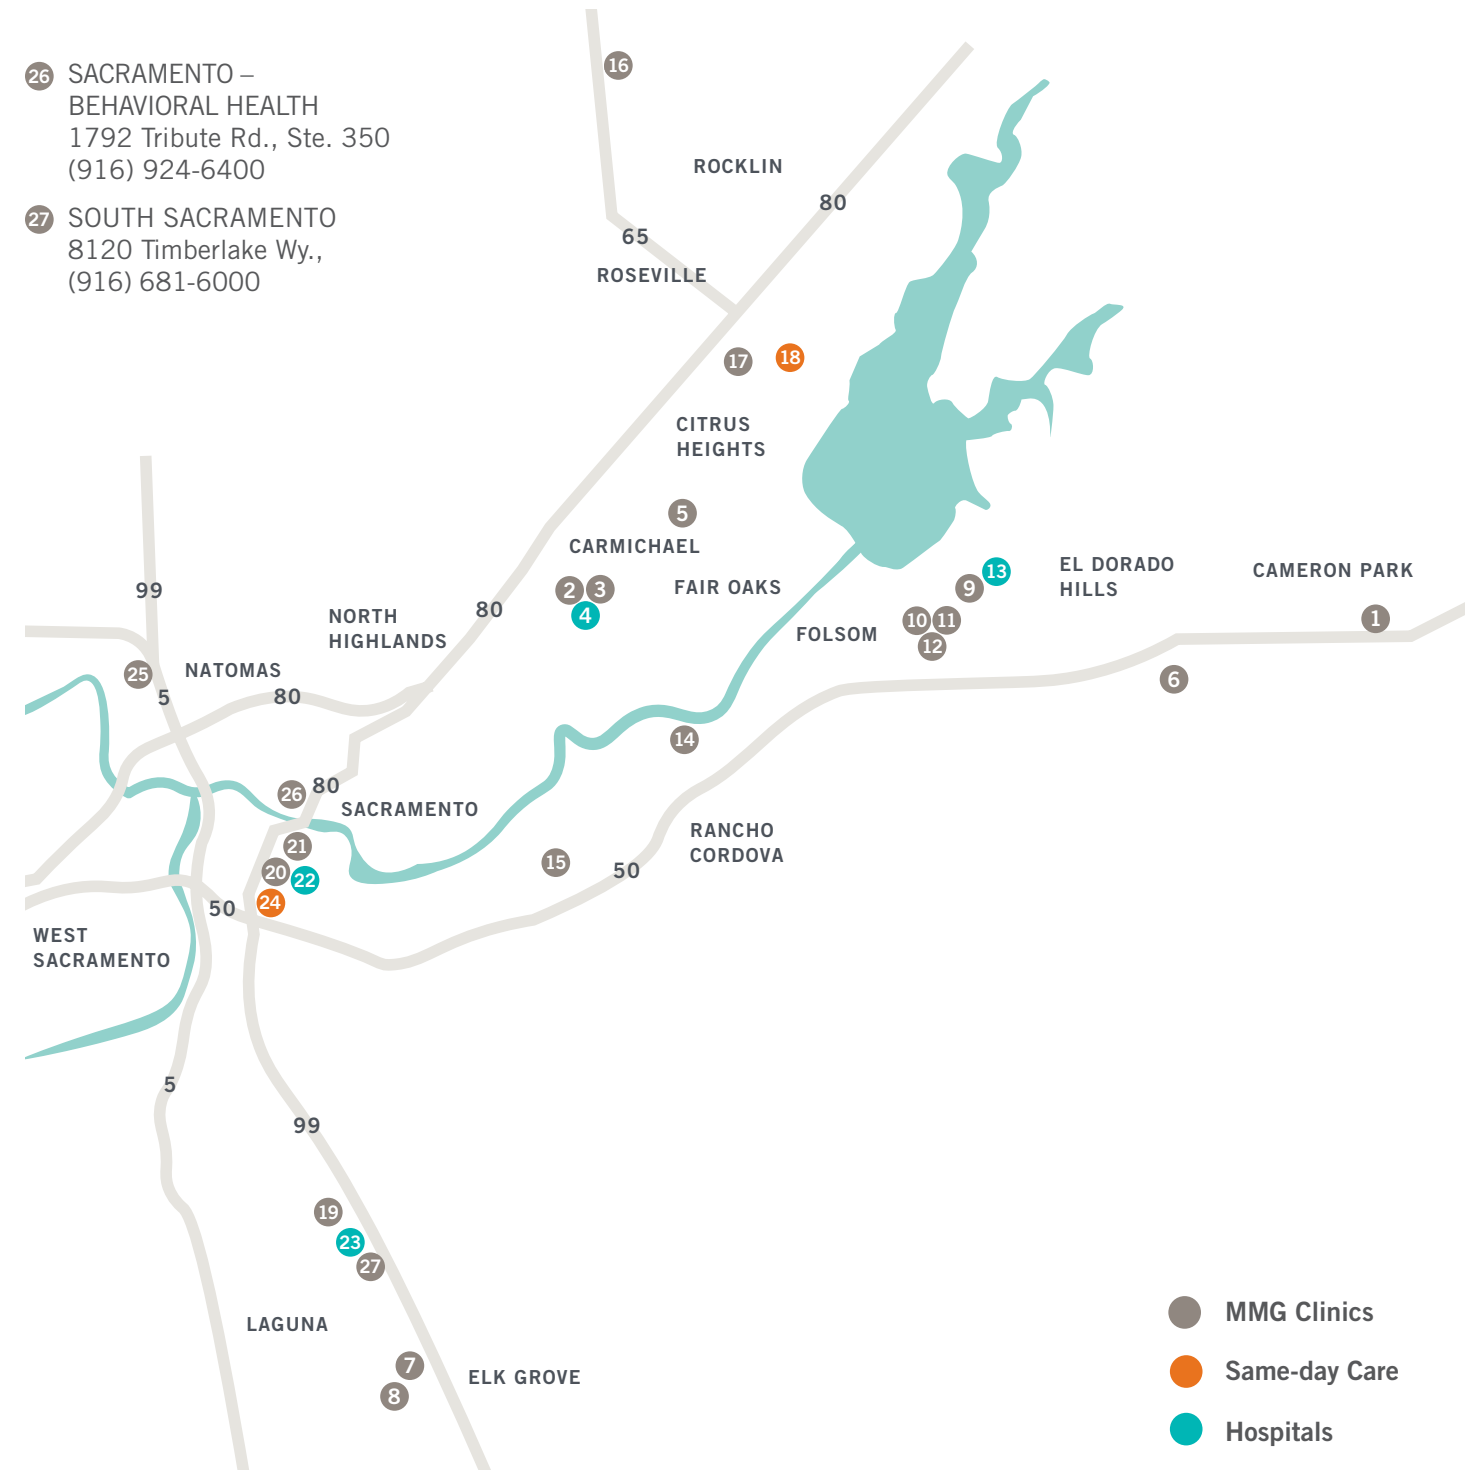 26 SACRAMENTO –
BEHAVIORAL HEALTH
1792 Tribute Rd., Ste. 350
(916) 924-6400
27 SOUTH SACRAMENTO
8120 Timberlake Wy.,
(916) 681-6000
16
ROCKLIN
80
65
ROSEVILLE
17
18
CITRUS
HEIGHTS
5
CARMICHAEL
2
3
4
FAIR OAKS
13
9
10
11
12
FOLSOM
EL DORADO
HILLS
CAMERON PARK
1
6
99
NORTH
HIGHLANDS
80
25
NATOMAS
5
80
14
26
80
SACRAMENTO
21
20
22
24
15
50
RANCHO
CORDOVA
50
WEST
SACRAMENTO
5
99
19
23
27
LAGUNA
7
8
ELK GROVE
MMG Clinics
Same-day Care
Hospitals